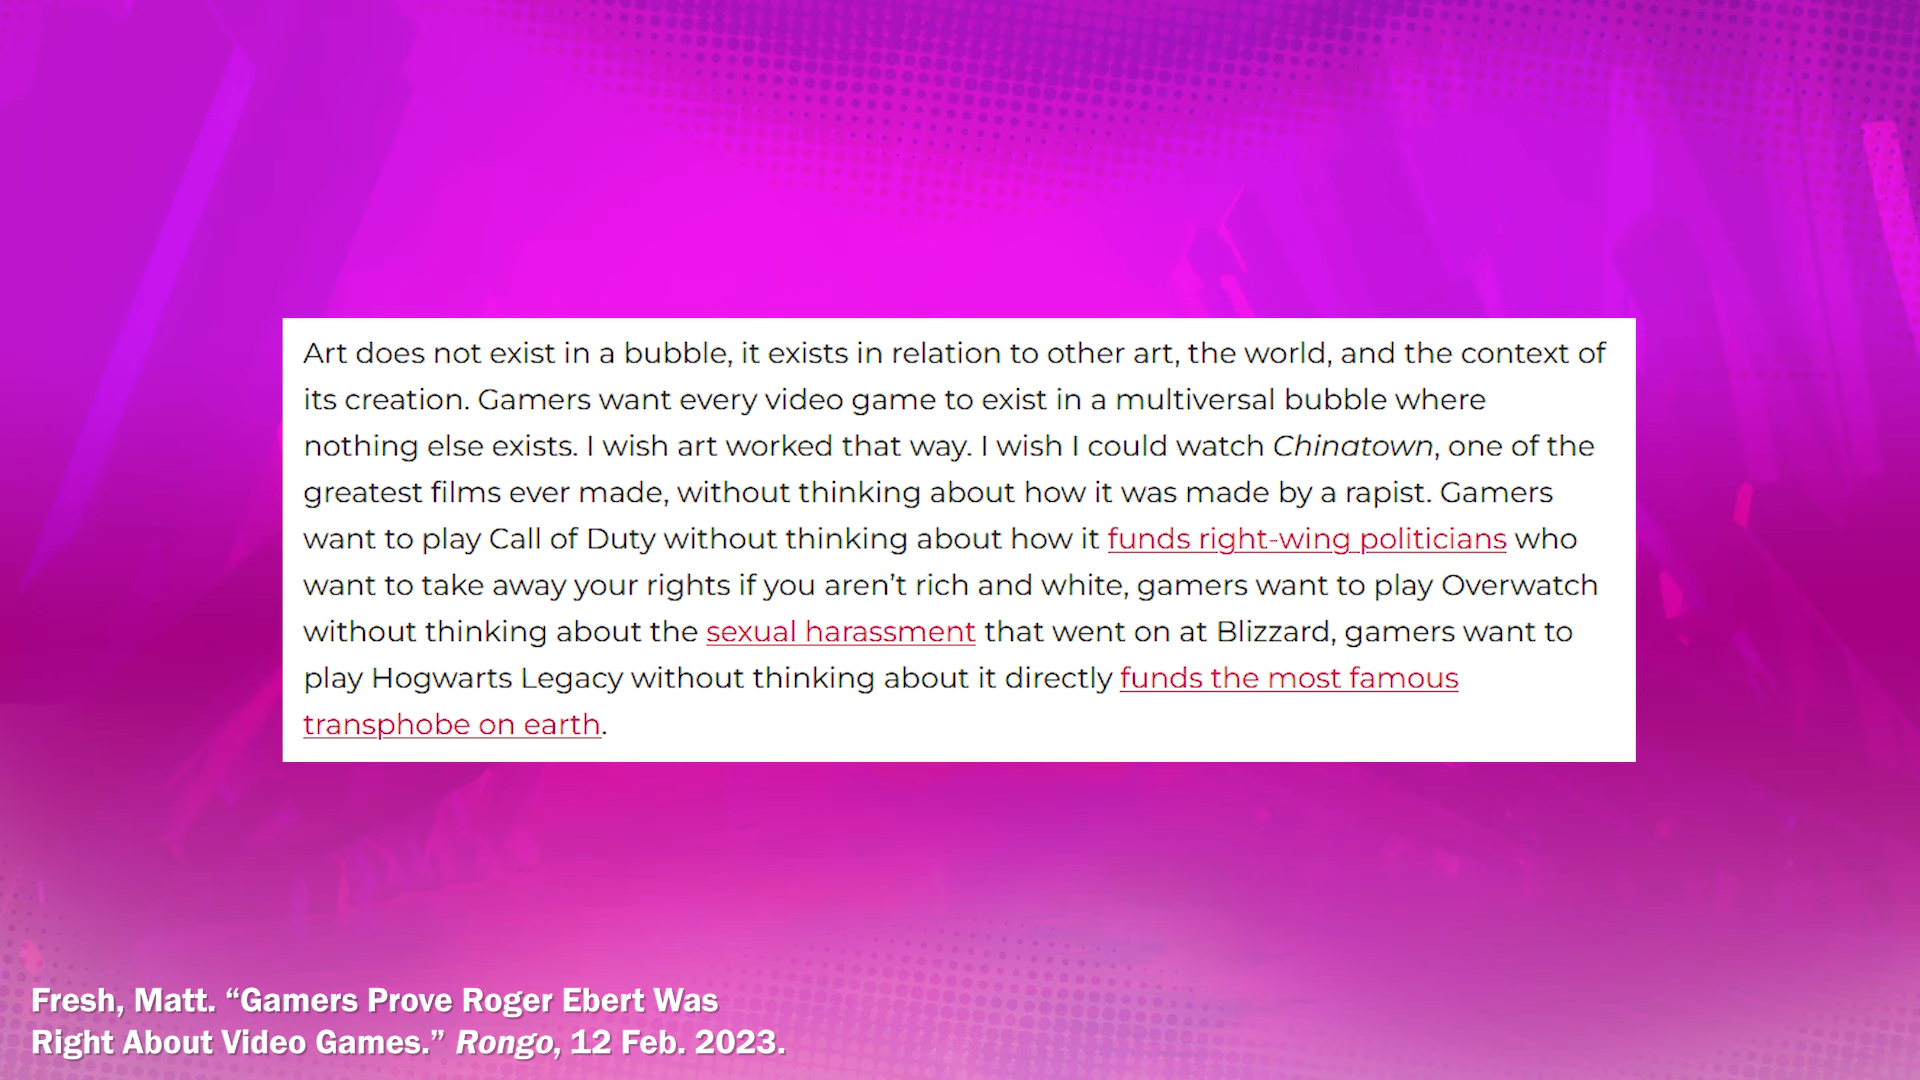 Art does not exist in a bubble, it exists in relation to other art, the world, and the context of
its creation. Gamers want every video game to exist in a multiversal bubble where
nothing else exists. I wish art worked that way. I wish I could watch Chinatown, one of the
greatest films ever made, without thinking about how it was made by a rapist. Gamers
want to play Call of Duty without thinking about how it funds right-wing politicians who
want to take away your rights if you aren’t rich and white, gamers want to play Overwatch
without thinking about the sexual harassment that went on at Blizzard, gamers want to
play Hogwarts Legacy without thinking about it directly funds the most famous
transphobe on earth.
Fresh, Matt. “Gamers Prove Roger Ebert Was
Right About Video Games.” Rongo, 12 Feb. 2023.